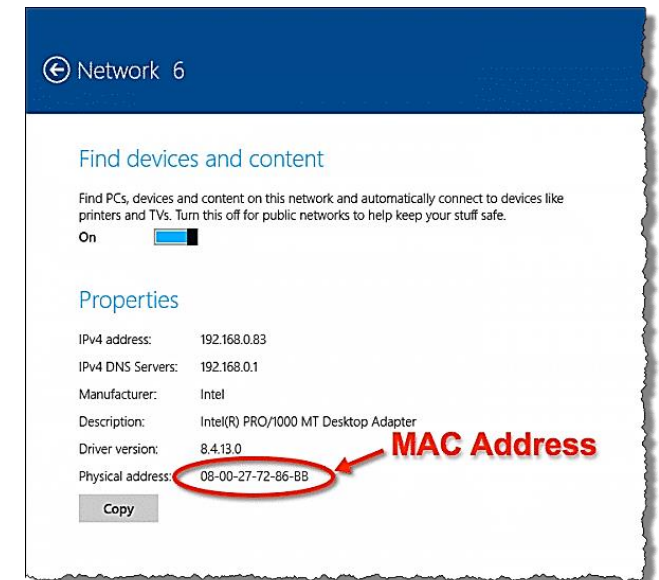 Network 6
Find devices and content
Find PCs, devices and content on this network and automatically connect to devices like
printers and TVs. Turn this off for public networks to help keep your stuff safe.
On
Properties
IPv4 address: 192.168.0.83
IPv4 DNS Servers: 192.168.0.1
Manufacturer: Intel
Description: Intel(R) PRO/1000 MT Desktop Adapter
Driver version: 8.4.13.0
MAC Address
Physical address: 08-00-27-72-86-BB
Copy